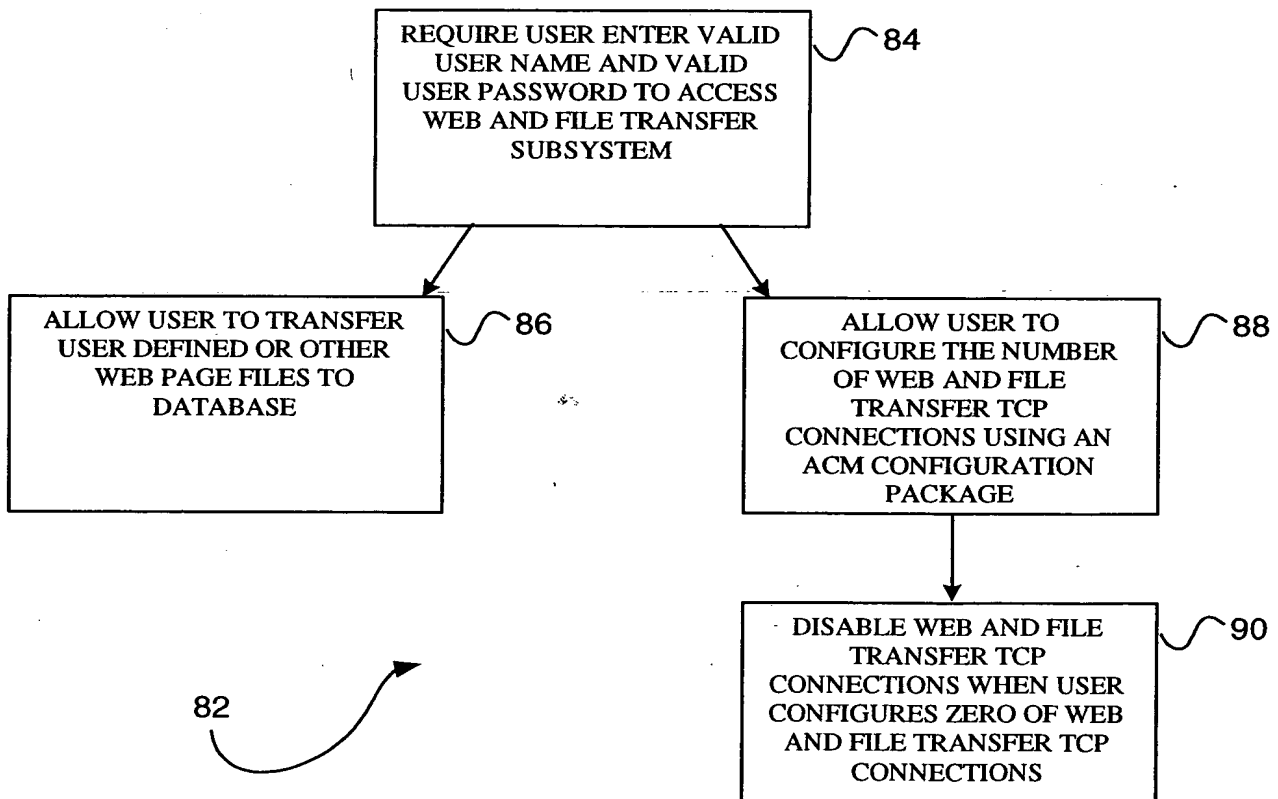 REQUIRE USER ENTER VALID
USER NAME AND VALID
USER PASSWORD TO ACCESS
WEB AND FILE TRANSFER
SUBSYSTEM
84
ALLOW USER TO TRANSFER
USER DEFINED OR OTHER
WEB PAGE FILES TO
DATABASE
86
ALLOW USER TO
CONFIGURE THE NUMBER
OF WEB AND FILE
TRANSFER TCP
CONNECTIONS USING AN
ACM CONFIGURATION
PACKAGE
88
DISABLE WEB AND FILE
TRANSFER TCP
CONNECTIONS WHEN USER
CONFIGURES ZERO OF WEB
AND FILE TRANSFER TCP
CONNECTIONS
90
82